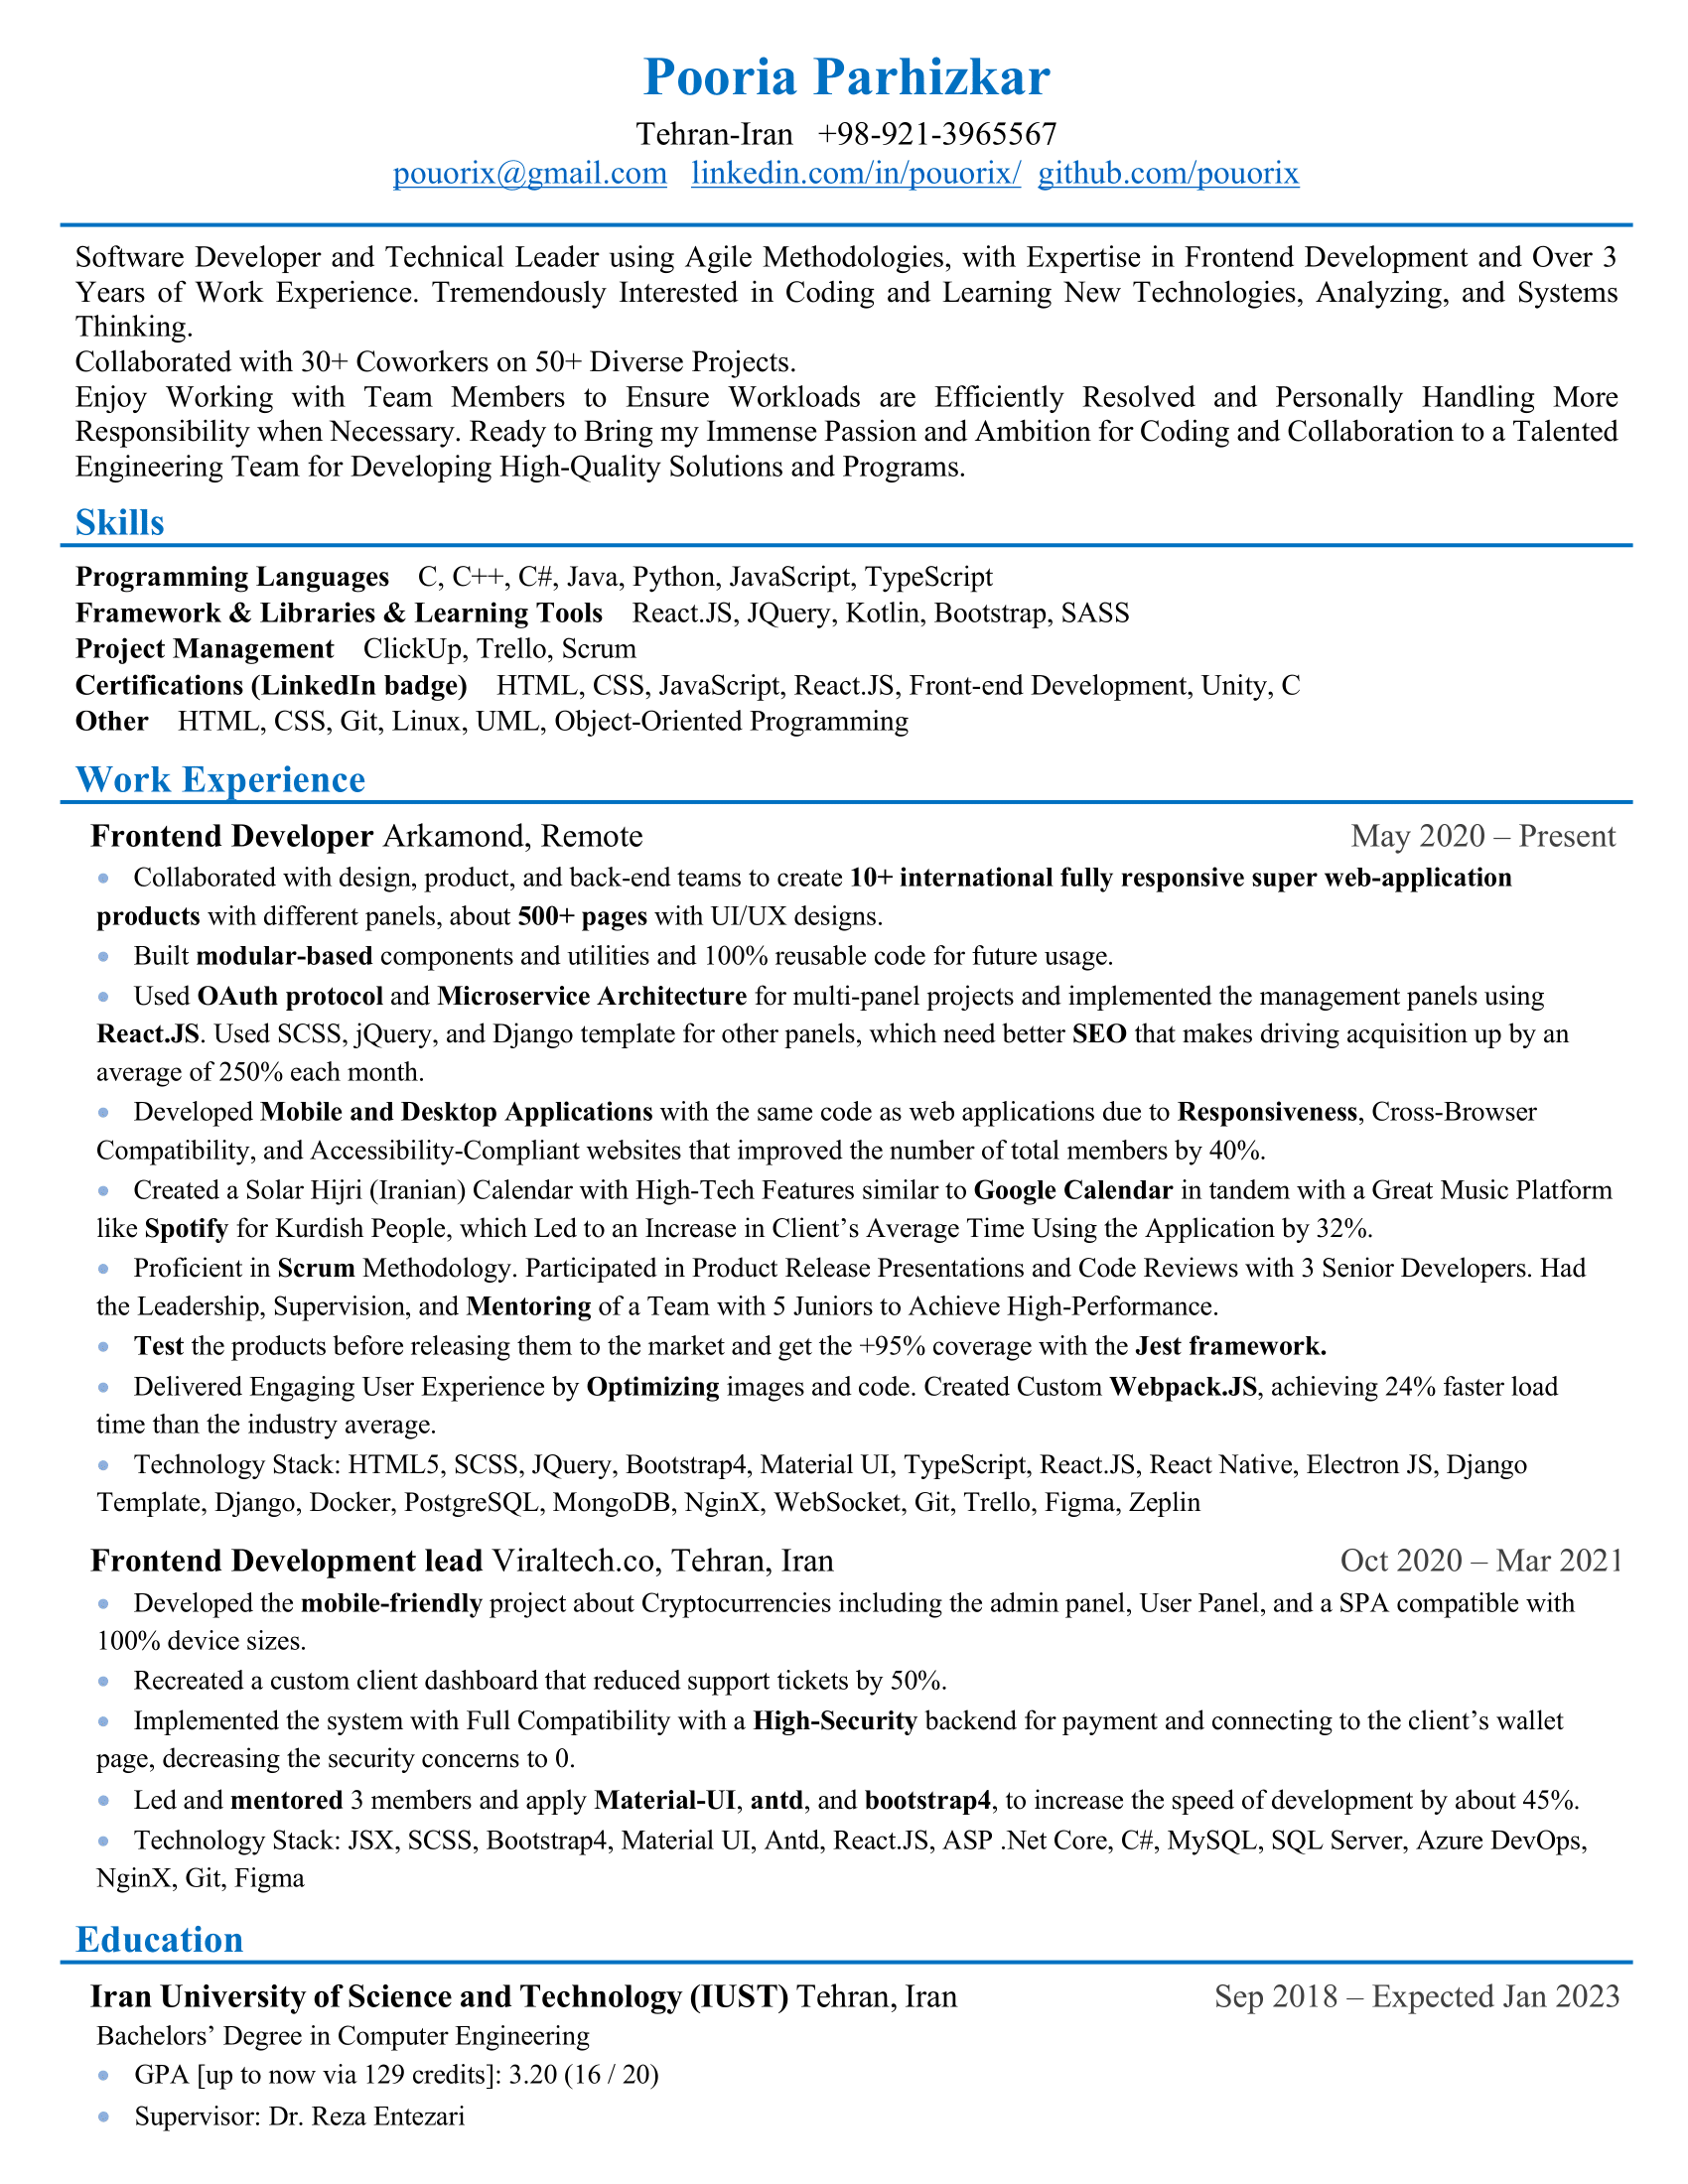 Pooria Parhizkar
Tehran-Iran +98-921-3965567
pouorix@gmail.com linkedin.com/in/pouorix/ github.com/pouorix
Software Developer and Technical Leader using Agile Methodologies, with Expertise in Frontend Development and Over 3
Years of Work Experience. Tremendously Interested in Coding and Learning New Technologies, Analyzing, and Systems
Thinking.
Collaborated with 30+ Coworkers on 50+ Diverse Projects.
Enjoy Working with Team Members to Ensure Workloads are Efficiently Resolved and Personally Handling More
Responsibility when Necessary. Ready to Bring my Immense Passion and Ambition for Coding and Collaboration to a Talented
Engineering Team for Developing High-Quality Solutions and Programs.
Skills
Programming Languages C, C++, C#, Java, Python, JavaScript, TypeScript
Framework & Libraries & Learning Tools React.JS, JQuery, Kotlin, Bootstrap, SASS
Project Management ClickUp, Trello, Scrum
Certifications (LinkedIn badge) HTML, CSS, JavaScript, React.JS, Front-end Development, Unity, C
Other HTML, CSS, Git, Linux, UML, Object-Oriented Programming
Work Experience
Frontend Developer Arkamond, Remote May 2020 – Present
• Collaborated with design, product, and back-end teams to create 10+ international fully responsive super web-application
products with different panels, about 500+ pages with UI/UX designs.
• Built modular-based components and utilities and 100% reusable code for future usage.
• Used OAuth protocol and Microservice Architecture for multi-panel projects and implemented the management panels using
React.JS. Used SCSS, jQuery, and Django template for other panels, which need better SEO that makes driving acquisition up by an
average of 250% each month.
• Developed Mobile and Desktop Applications with the same code as web applications due to Responsiveness, Cross-Browser
Compatibility, and Accessibility-Compliant websites that improved the number of total members by 40%.
• Created a Solar Hijri (Iranian) Calendar with High-Tech Features similar to Google Calendar in tandem with a Great Music Platform
like Spotify for Kurdish People, which Led to an Increase in Client’s Average Time Using the Application by 32%.
• Proficient in Scrum Methodology. Participated in Product Release Presentations and Code Reviews with 3 Senior Developers. Had
the Leadership, Supervision, and Mentoring of a Team with 5 Juniors to Achieve High-Performance.
• Test the products before releasing them to the market and get the +95% coverage with the Jest framework.
• Delivered Engaging User Experience by Optimizing images and code. Created Custom Webpack.JS, achieving 24% faster load
time than the industry average.
• Technology Stack: HTML5, SCSS, JQuery, Bootstrap4, Material UI, TypeScript, React.JS, React Native, Electron JS, Django
Template, Django, Docker, PostgreSQL, MongoDB, NginX, WebSocket, Git, Trello, Figma, Zeplin
Frontend Development lead Viraltech.co, Tehran, Iran Oct 2020 – Mar 2021
• Developed the mobile-friendly project about Cryptocurrencies including the admin panel, User Panel, and a SPA compatible with
100% device sizes.
• Recreated a custom client dashboard that reduced support tickets by 50%.
• Implemented the system with Full Compatibility with a High-Security backend for payment and connecting to the client’s wallet
page, decreasing the security concerns to 0.
• Led and mentored 3 members and apply Material-UI, antd, and bootstrap4, to increase the speed of development by about 45%.
• Technology Stack: JSX, SCSS, Bootstrap4, Material UI, Antd, React.JS, ASP .Net Core, C#, MySQL, SQL Server, Azure DevOps,
NginX, Git, Figma
Education
Iran University of Science and Technology (IUST) Tehran, Iran Sep 2018 – Expected Jan 2023
Bachelors’ Degree in Computer Engineering
• GPA [up to now via 129 credits]: 3.20 (16 / 20)
• Supervisor: Dr. Reza Entezari